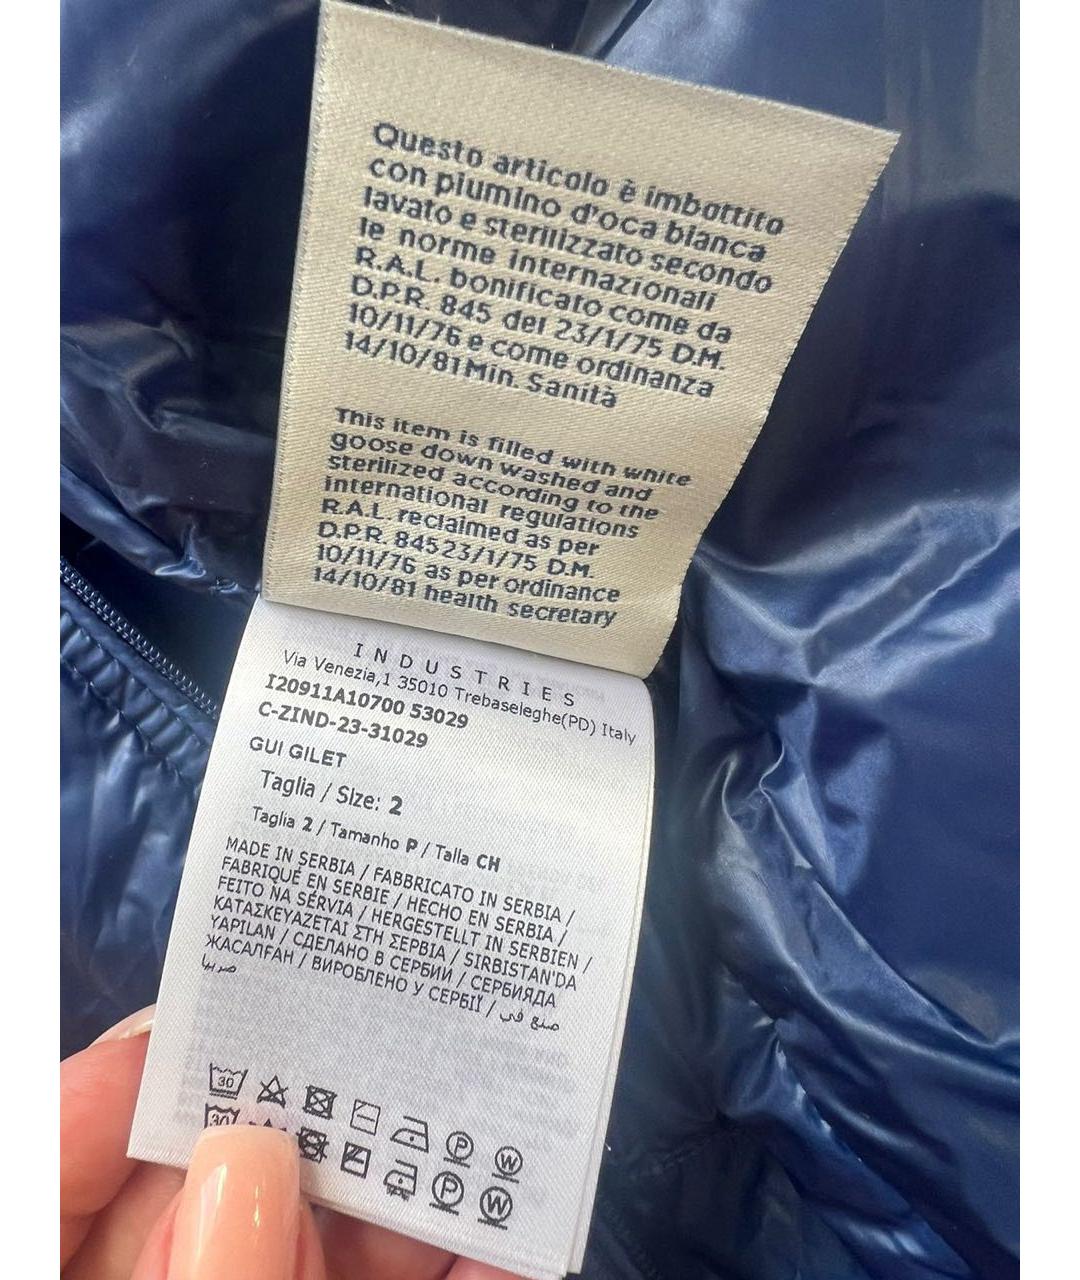 Questo articolo è imbottito
con piumino d'oca bianca
lavato e sterilizzato secondo
le norme internazionali
R.A.L. bonificato come da
D.P.R. 845 del 23/1/75 D.M.
10/11/76 e come ordinanza
14/10/81 Min. Sanità
This item is filled with white
goose down washed and
sterilized according to the
international regulations
R.A.L. reclaimed as per
D.P.R. 845 23/1/75 D.M.
10/11/76 as per ordinance
14/10/81 health secretary
INDUSTRIES
Via Venezia,1 35010 Trebaseleghe(PD) Italy
I20911A10700 53029
C-ZIND-23-31029
GUI GILET
Taglia / Size: 2
Taglia 2 / Tamanho P / Talla CH
MADE IN SERBIA / FABBRICATO IN SERBIA /
FABRIQUÉ EN SERBIE / HECHO EN SERBIA /
FEITO NA SÉRVIA / HERGESTELLT IN SERBIEN /
ΚΑΤΑΣΚΕΥΑΖΕΤΑΙ ΣΤΗ ΣΕΡΒΙΑ / SIRBISTAN'DA
YAPILAN / СДЕЛАНО В СЕРБИИ / СЕРБИЯДА
ЖАСАЛҒАН / ВИРОБЛЕНО У СЕРБІЇ / صنع في
صربيا
30
P
W
30
P
W